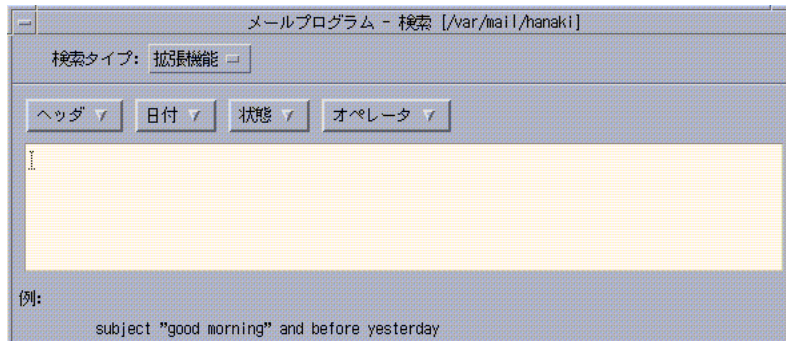 メールプログラム - 検索 [/var/mail/hanaki]
検索タイプ: 拡張機能
ヘッダ 日付 状態 オペレータ
例:
subject "good morning" and before yesterday